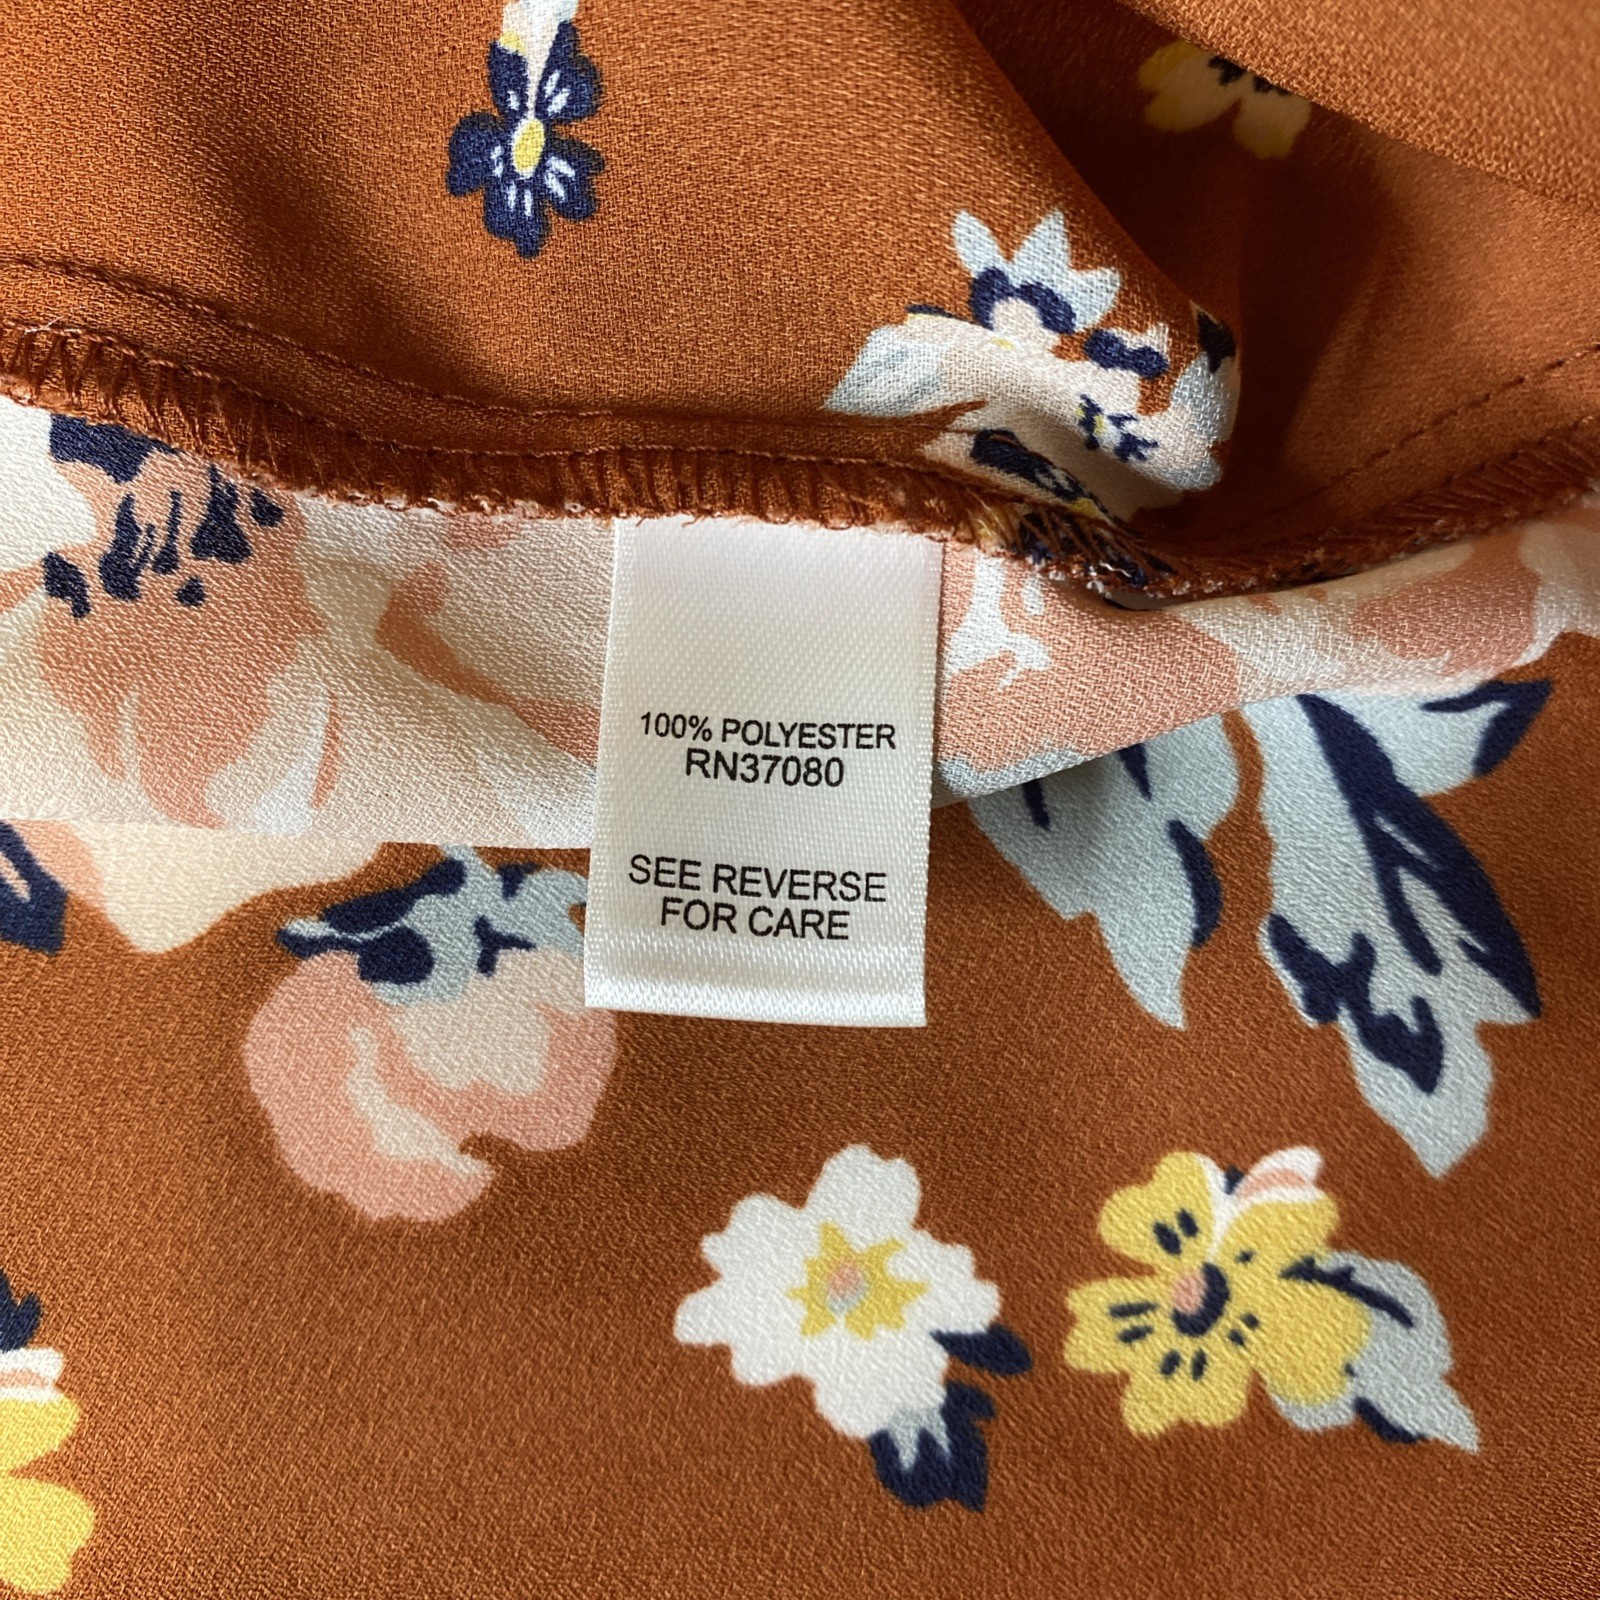 100% POLYESTER
RN37080
SEE REVERSE
FOR CARE